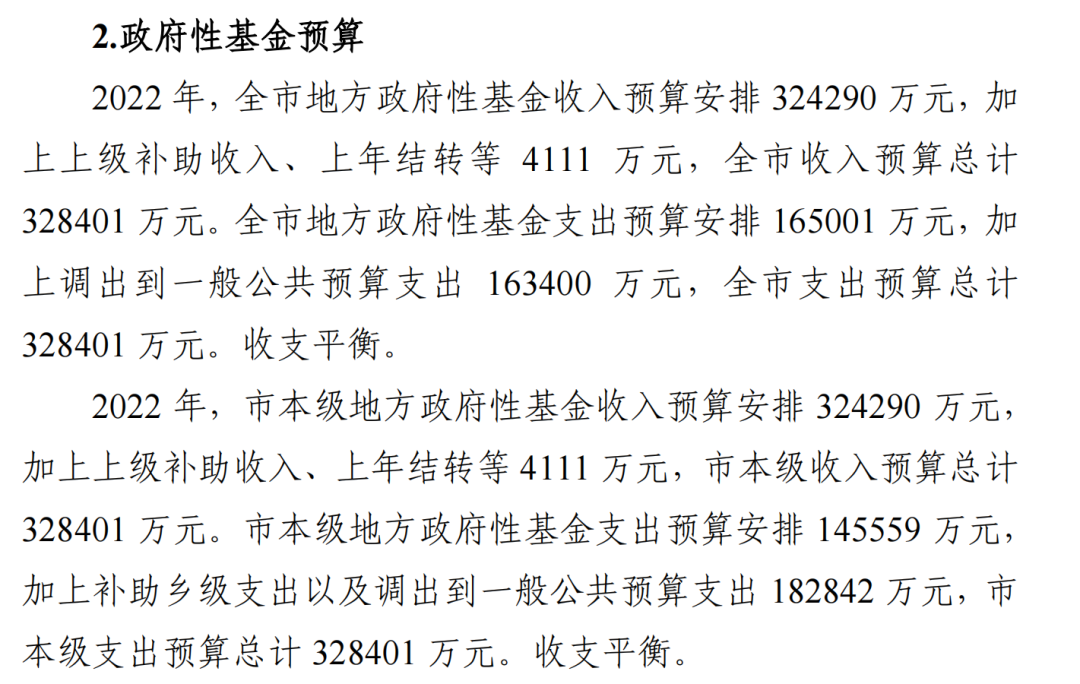 2.政府性基金预算
2022 年，全市地方政府性基金收入预算安排 324290 万元，加
上上级补助收入、上年结转等 4111 万元，全市收入预算总计
328401 万元。全市地方政府性基金支出预算安排 165001 万元，加
上调出到一般公共预算支出 163400 万元，全市支出预算总计
328401 万元。收支平衡。
2022 年，市本级地方政府性基金收入预算安排 324290 万元，
加上上级补助收入、上年结转等 4111 万元，市本级收入预算总计
328401 万元。市本级地方政府性基金支出预算安排 145559 万元，
加上补助乡级支出以及调出到一般公共预算支出 182842 万元，市
本级支出预算总计 328401 万元。收支平衡。